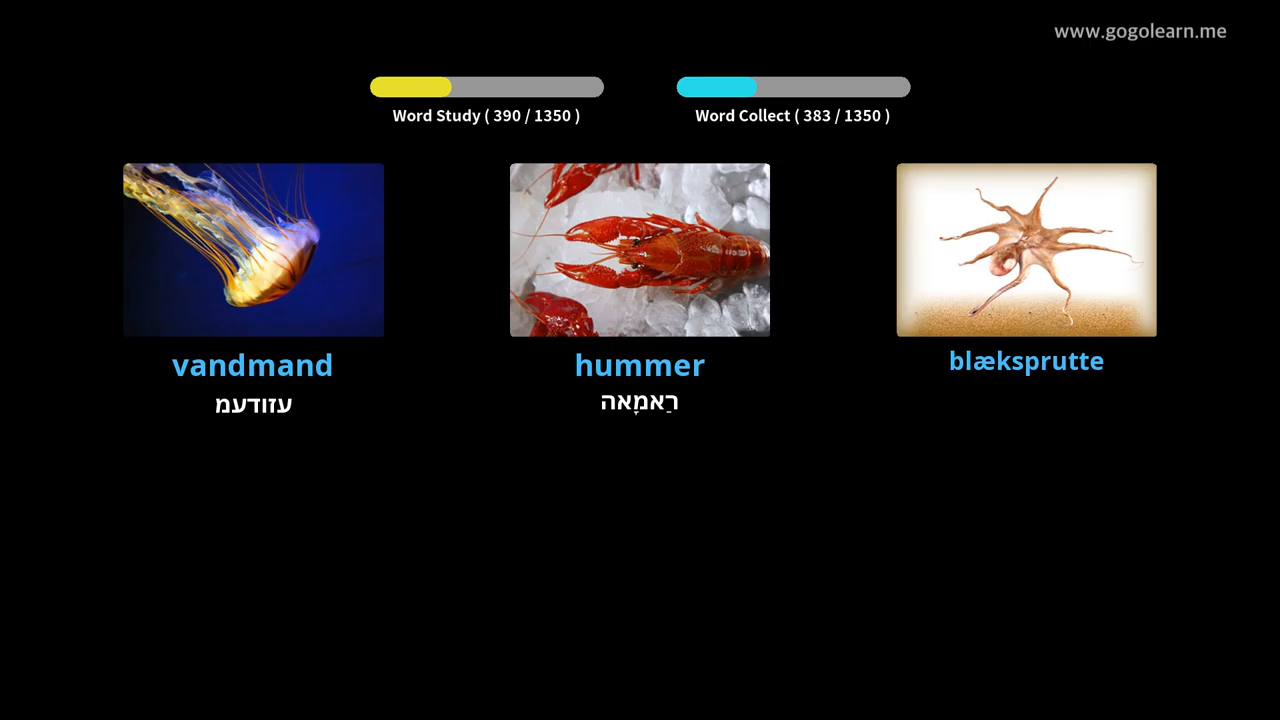 www.gogolearn.me
Word Study ( 390 / 1350 )
Word Collect ( 383 / 1350 )
vandmand
עזודעמ
hummer
רַאמָאה
blæksprutte